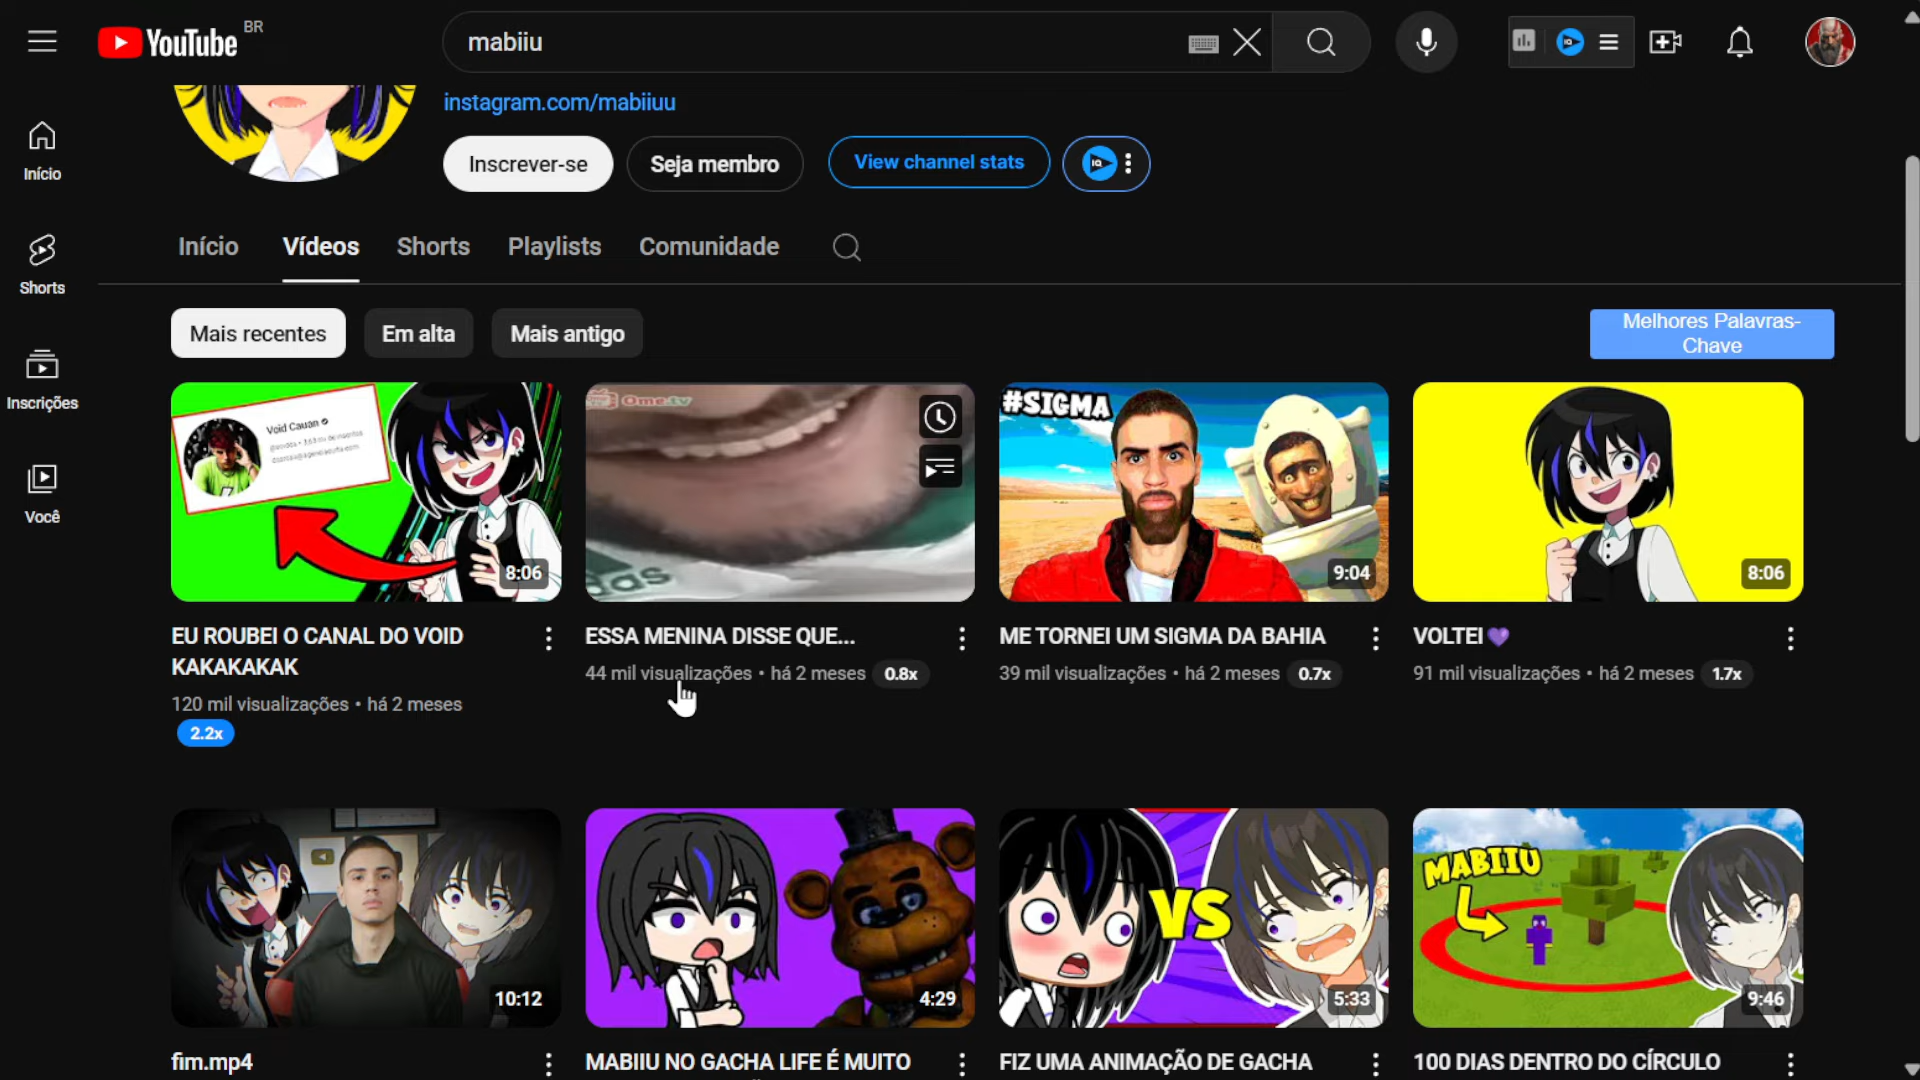 YouTube BR
mabiiu
instagram.com/mabiiuu
Inscrever-se
Seja membro
View channel stats
IQ
Início
Shorts
Inscrições
Você
Início
Vídeos
Shorts
Playlists
Comunidade
Mais recentes
Em alta
Mais antigo
Melhores Palavras-
Chave
Void Cauan
8:06
Ome.tv
das
#SIGMA
9:04
8:06
EU ROUBEI O CANAL DO VOID
KAKAKAKAK
120 mil visualizações • há 2 meses
2.2x
ESSA MENINA DISSE QUE...
44 mil visualizações • há 2 meses 0.8x
ME TORNEI UM SIGMA DA BAHIA
39 mil visualizações • há 2 meses 0.7x
VOLTEI💜
91 mil visualizações • há 2 meses 1.7x
10:12
4:29
VS
5:33
MABIIU
9:46
fim.mp4
MABIIU NO GACHA LIFE É MUITO
FIZ UMA ANIMAÇÃO DE GACHA
100 DIAS DENTRO DO CÍRCULO